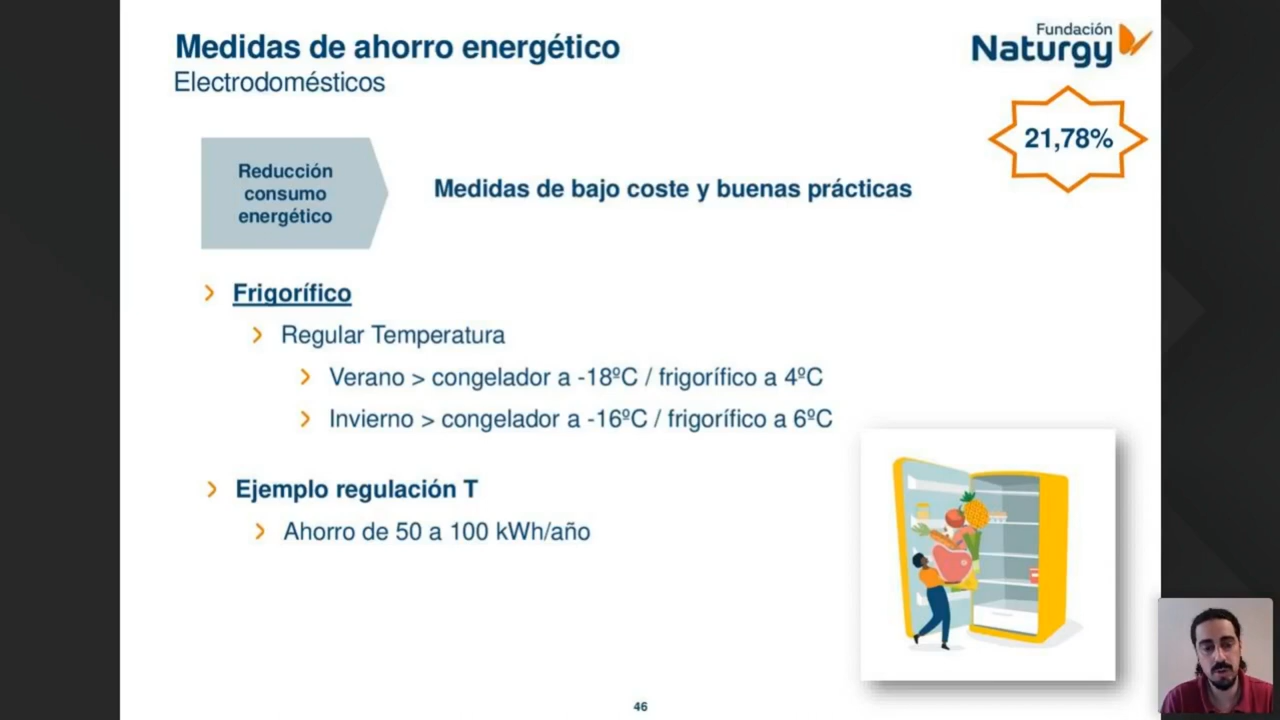 Medidas de ahorro energético
Electrodomésticos
Fundación
Naturgy
21,78%
Reducción
consumo
energético
Medidas de bajo coste y buenas prácticas
Frigorífico
Regular Temperatura
Verano > congelador a -18ºC / frigorífico a 4ºC
Invierno > congelador a -16ºC / frigorífico a 6ºC
Ejemplo regulación T
Ahorro de 50 a 100 kWh/año
46